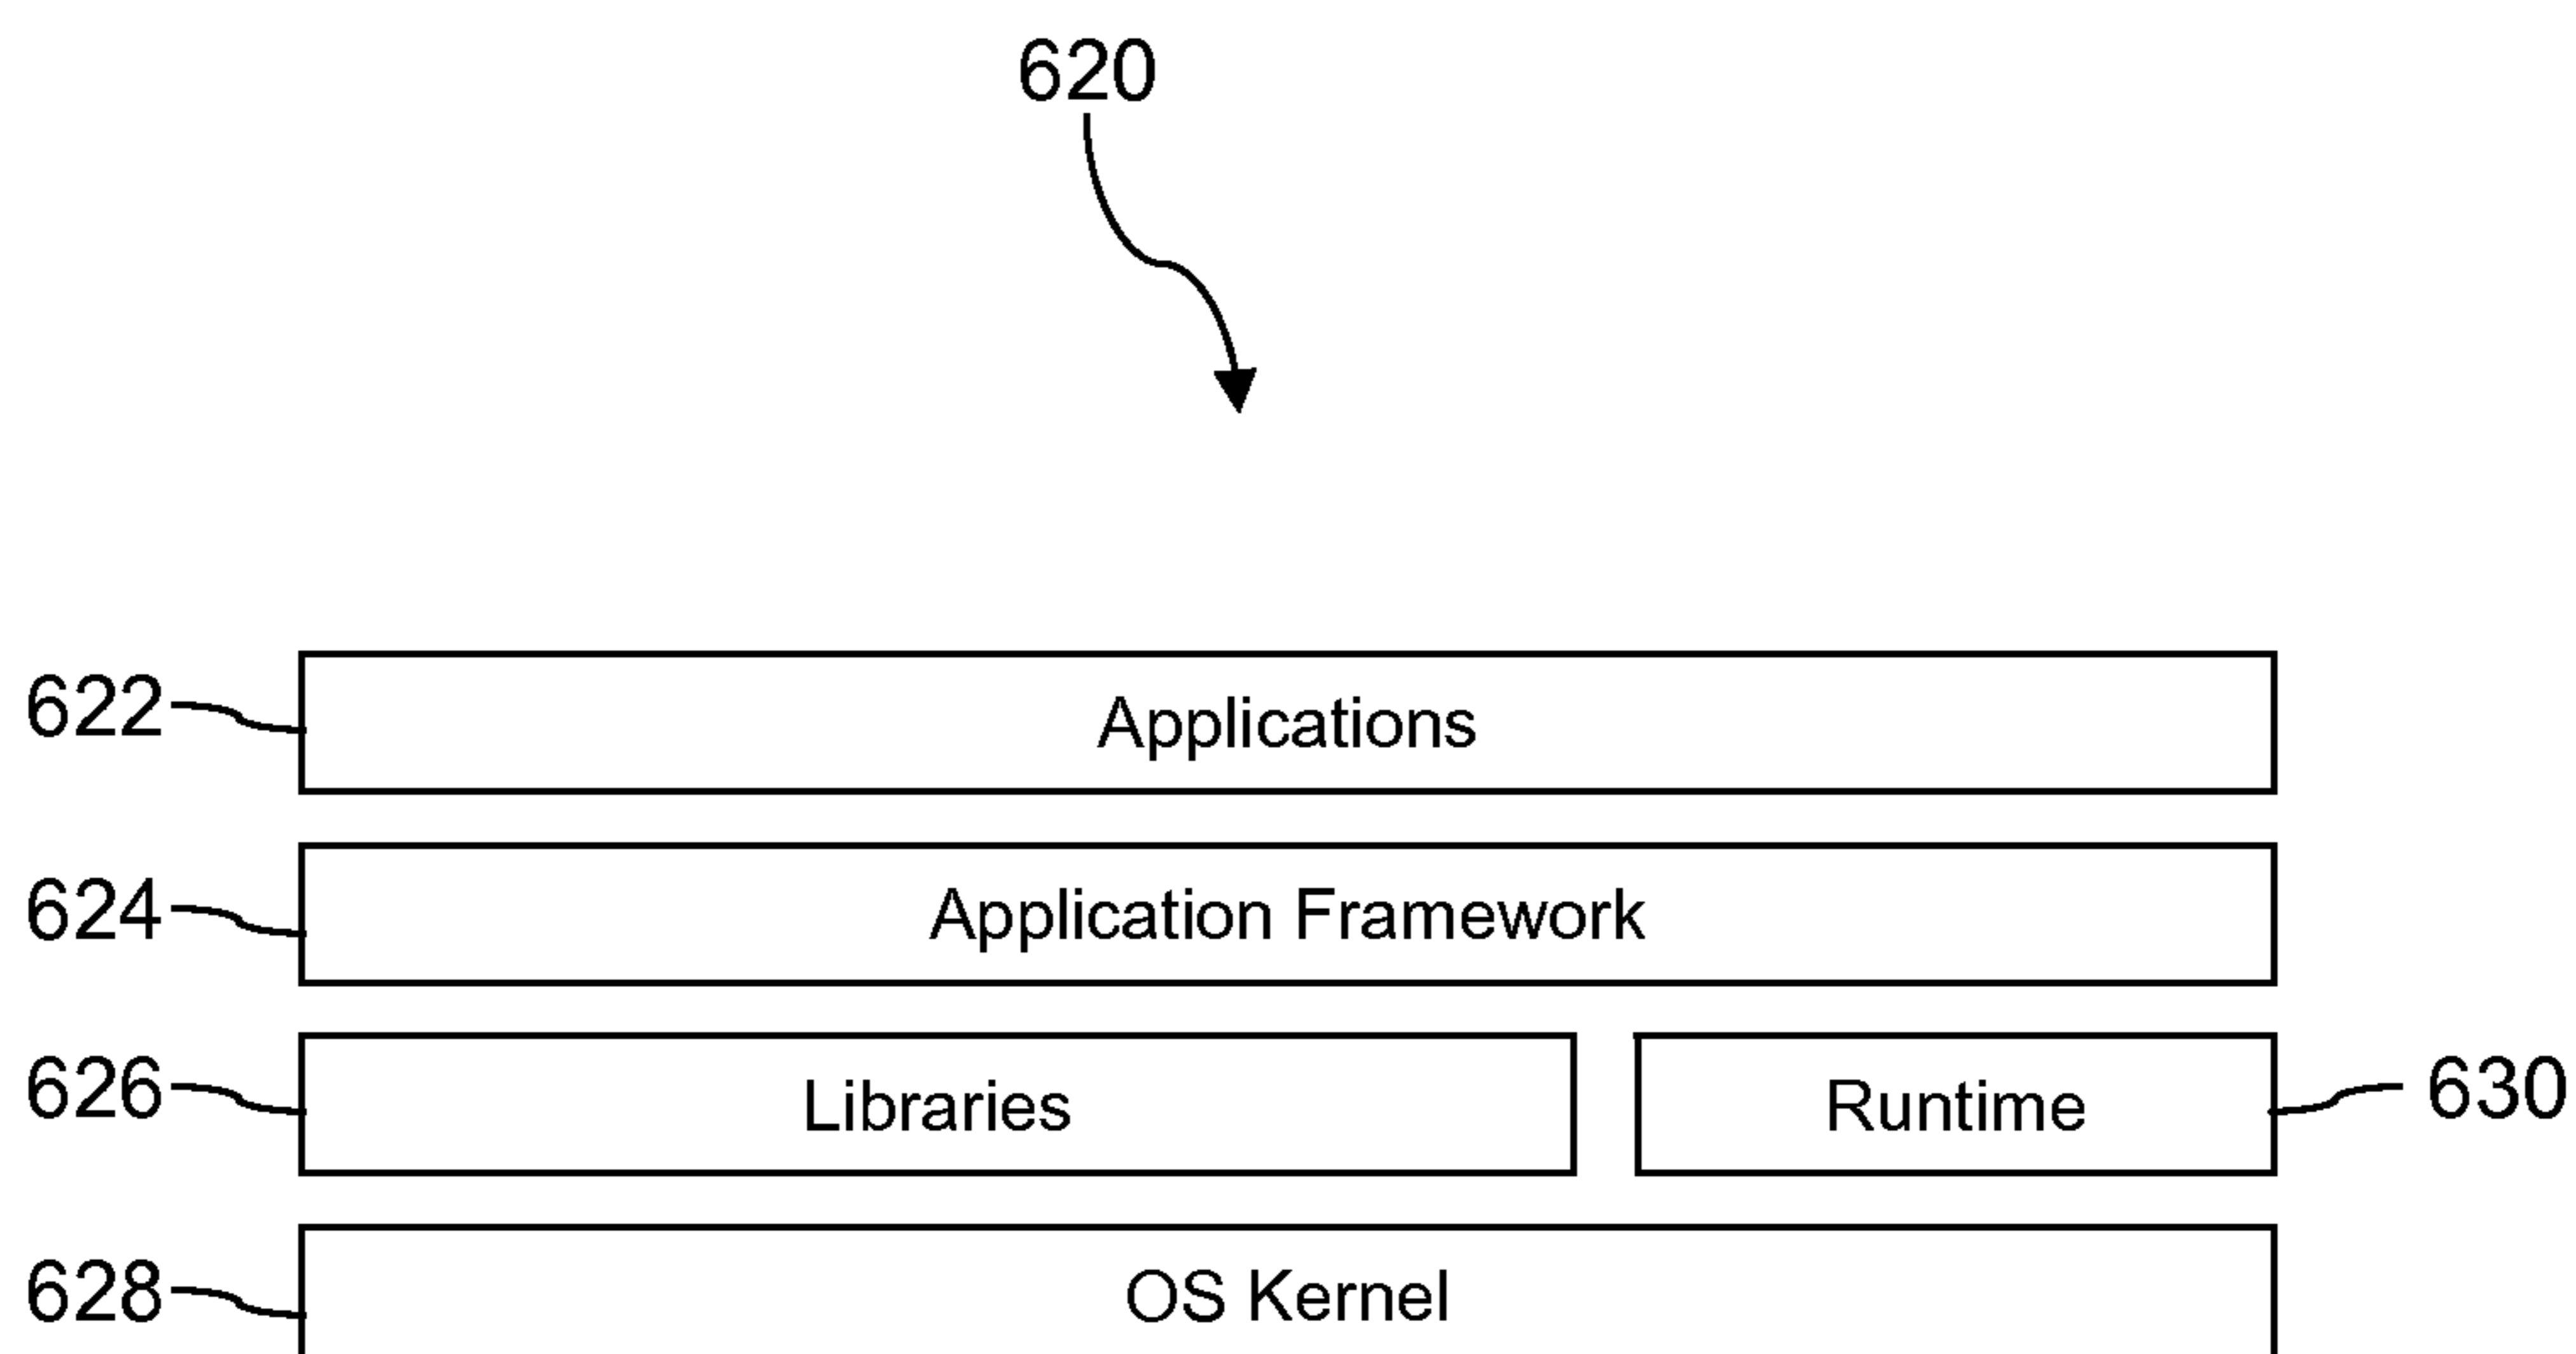 620
622 Applications
624 Application Framework
626 Libraries Runtime 630
628 OS Kernel